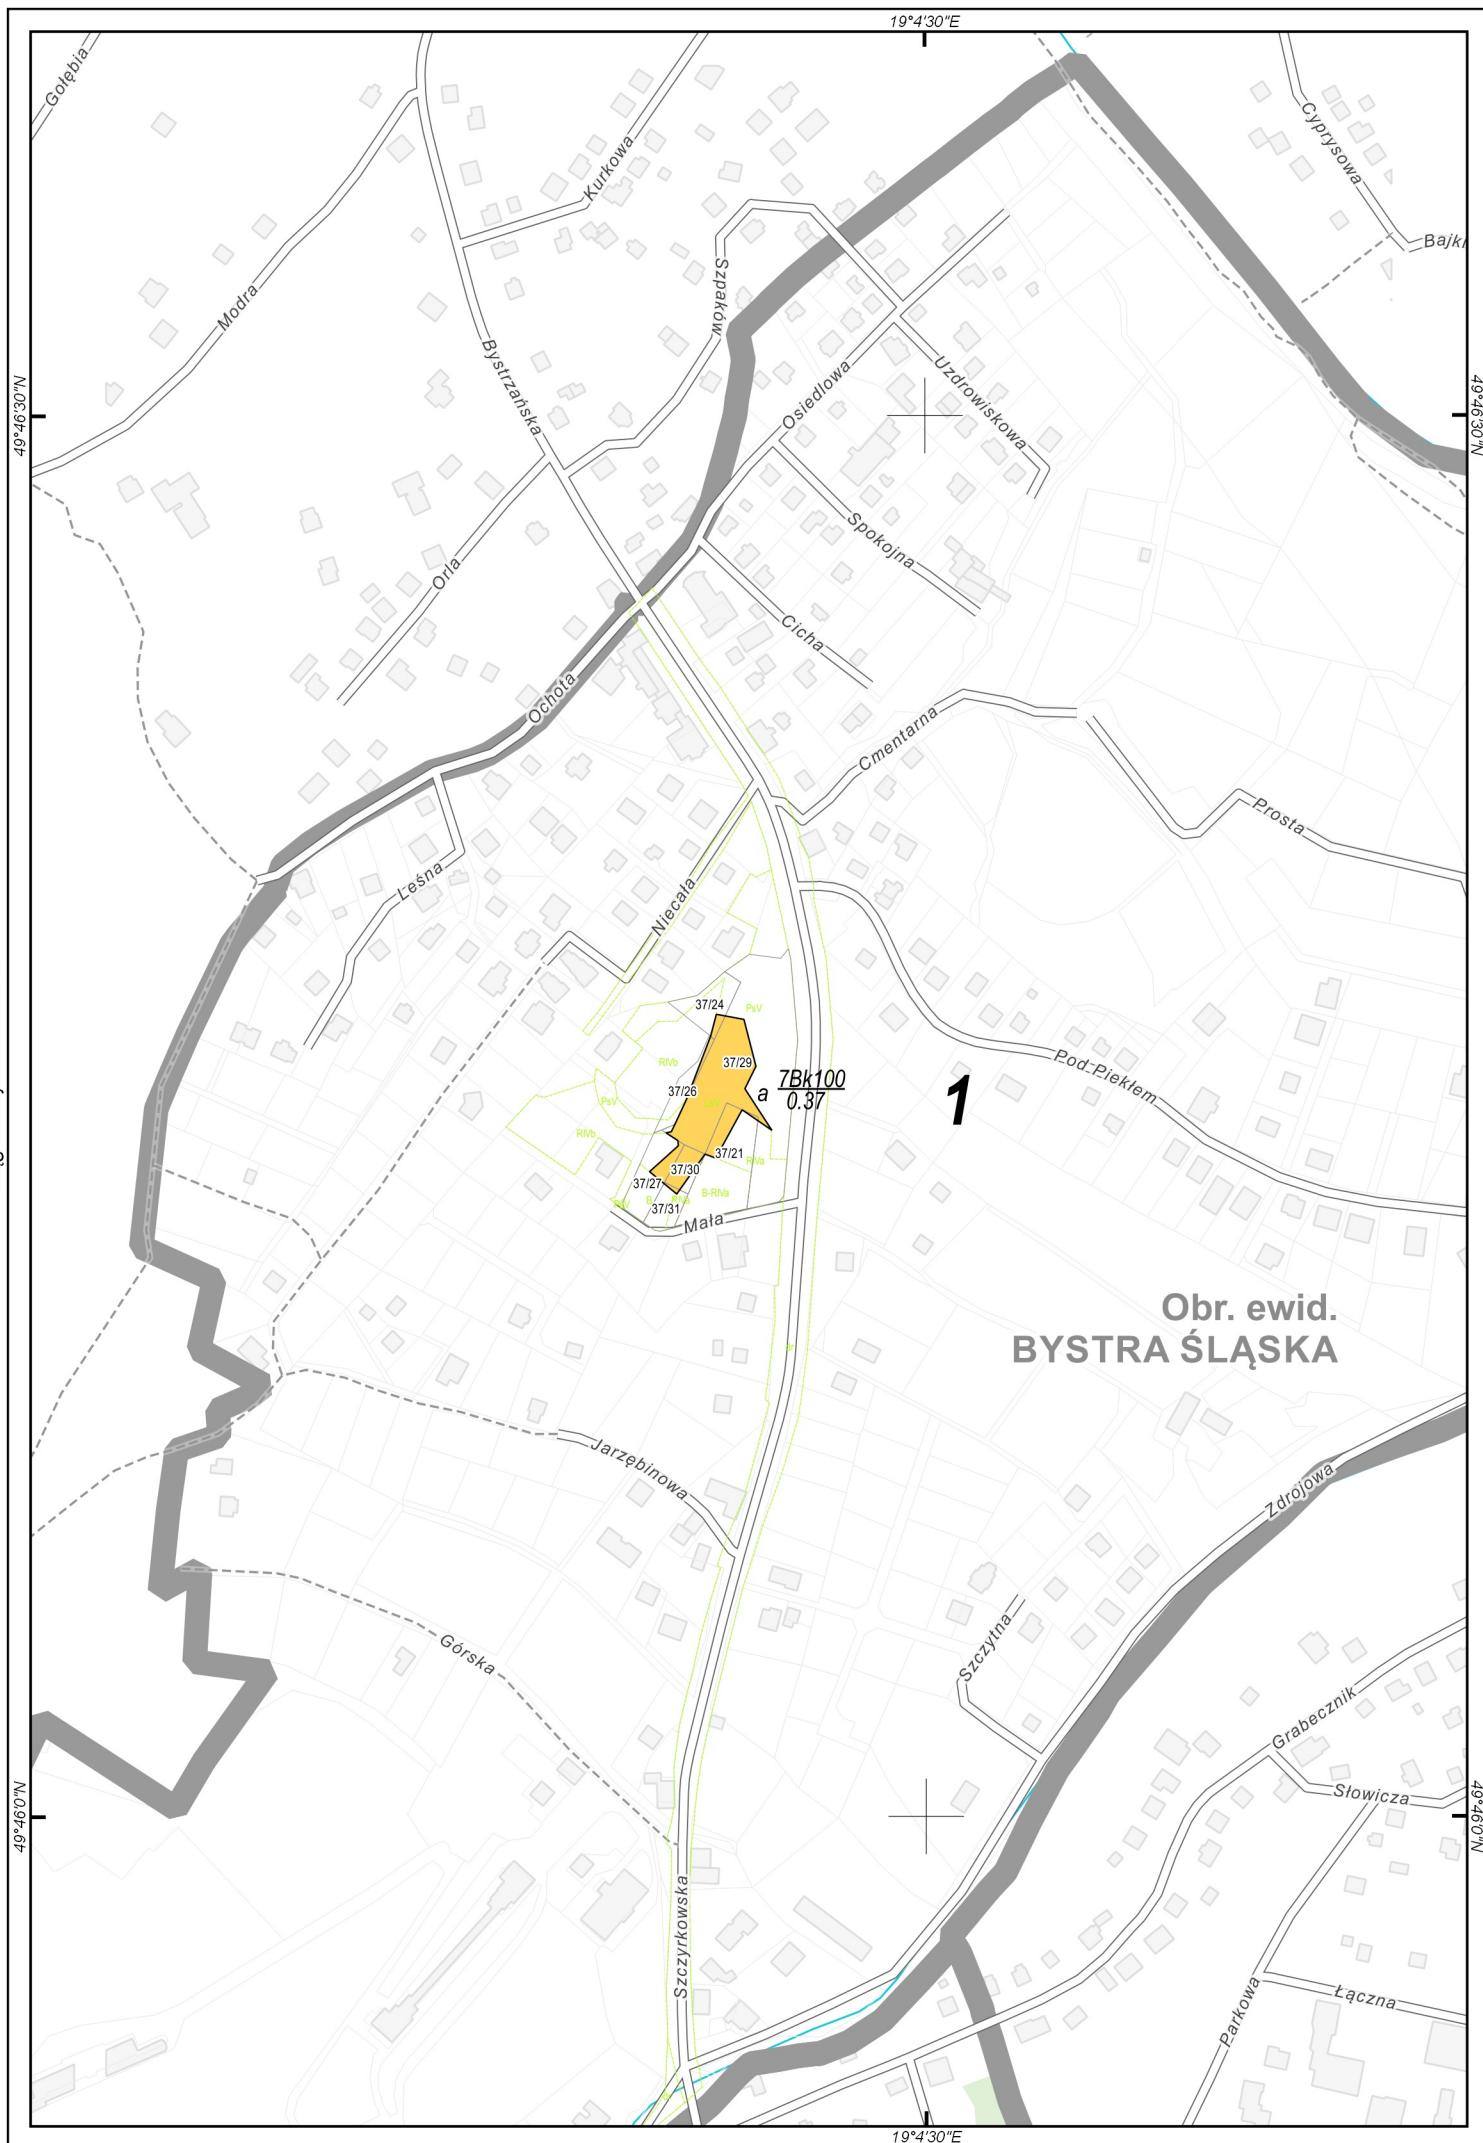 19°4'30"E
Gołębia
Kurkowa
Cyprysowa
Bajki
Szpaków
Modra
Bystrzańska
49°46'30"N
49°46'30"N
Osiedlowa
Uzdrowiskowa
Spokojna
Orla
Cicha
Ochota
Cmentarna
Prosta
Leśna
Niecała
37/24
PsV
37/29
RIVb
Pod Piekłem
7Bk100
a
0.37
1
37/26
PsV
RIVb
37/21
RIVa
37/30
37/27
B
RIVa
B-RIVa
PsV
37/31
Mała
Obr. ewid.
BYSTRA ŚLĄSKA
dr
Jarzębinowa
Zdrojowa
Szczytna
Górska
Grabecznik
Słowicza
49°46'0"N
49°46'0"N
Szczyrkowska
Parkowa
Łączna
19°4'30"E